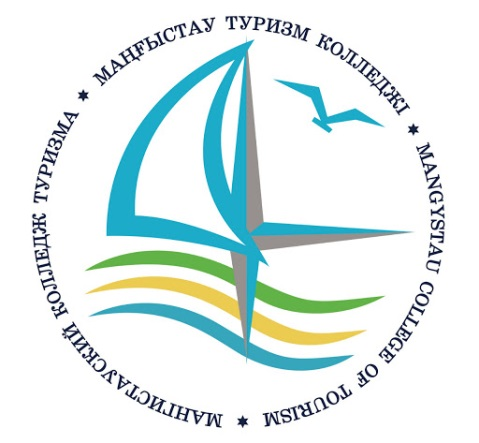 МАҢҒЫСТАУ ТУРИЗМ КОЛЛЕДЖІ
MANGYSTAU COLLEGE OF TOURISM
МАНГИСТАУСКИЙ КОЛЛЕДЖ ТУРИЗМА